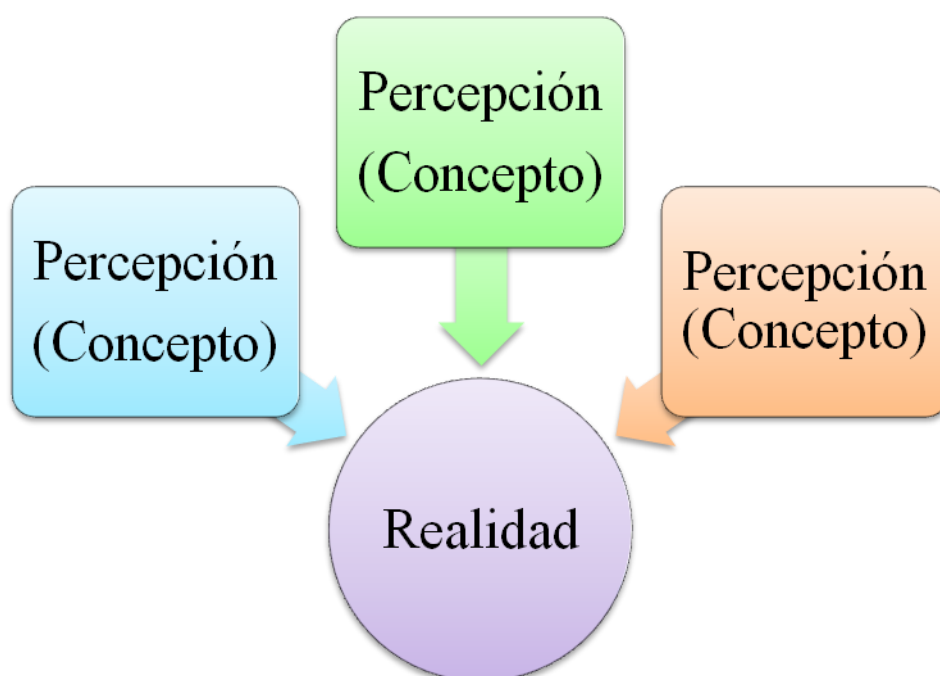 Percepción
(Concepto)
Percepción
(Concepto)
Percepción
(Concepto)
Realidad